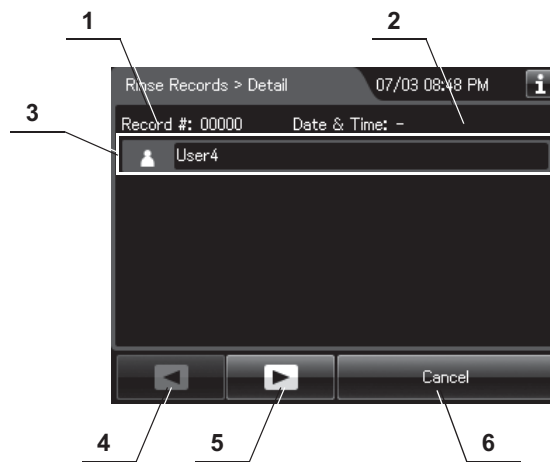 1 2
Rinse Records > Detail 07/03 08:48 PM i
3
Record #: 00000 Date & Time: -
User4
Cancel
4 5 6